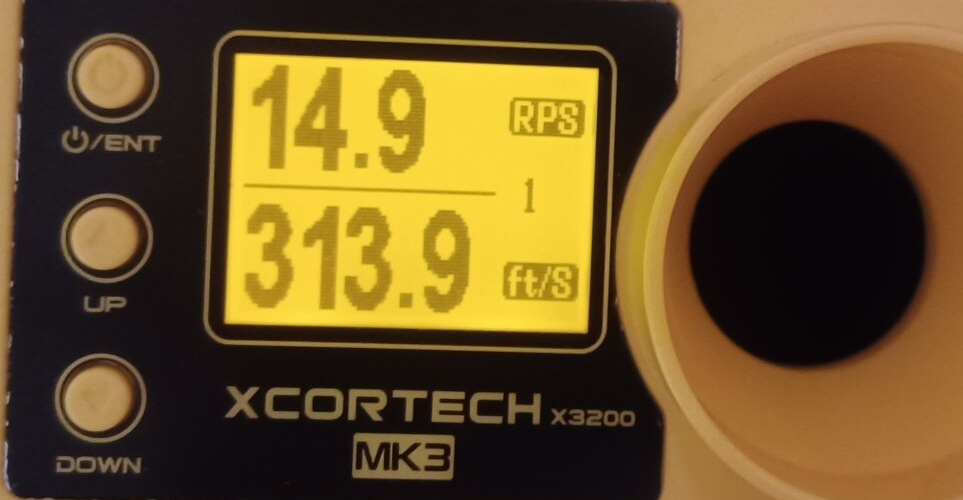 14.9 RPS
1
313.9 ft/S
⏻/ENT
UP
DOWN
XCORTECH X3200
MK3